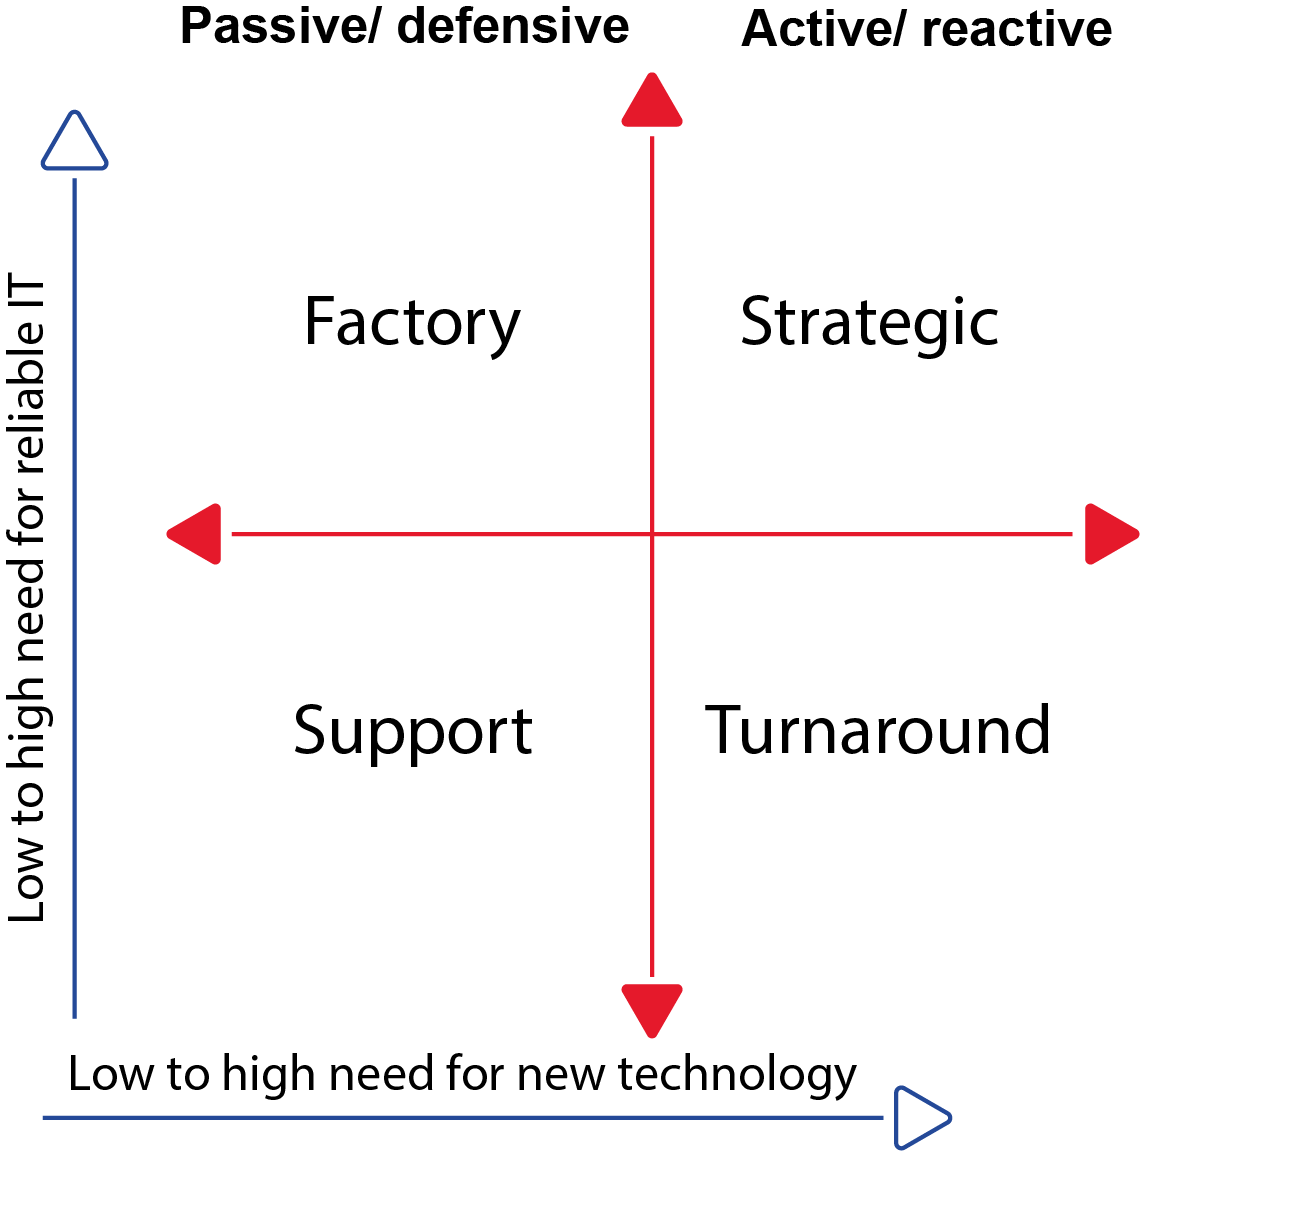 Passive/ defensive
Active/ reactive
Low to high need for reliable IT
Factory
Strategic
Support
Turnaround
Low to high need for new technology